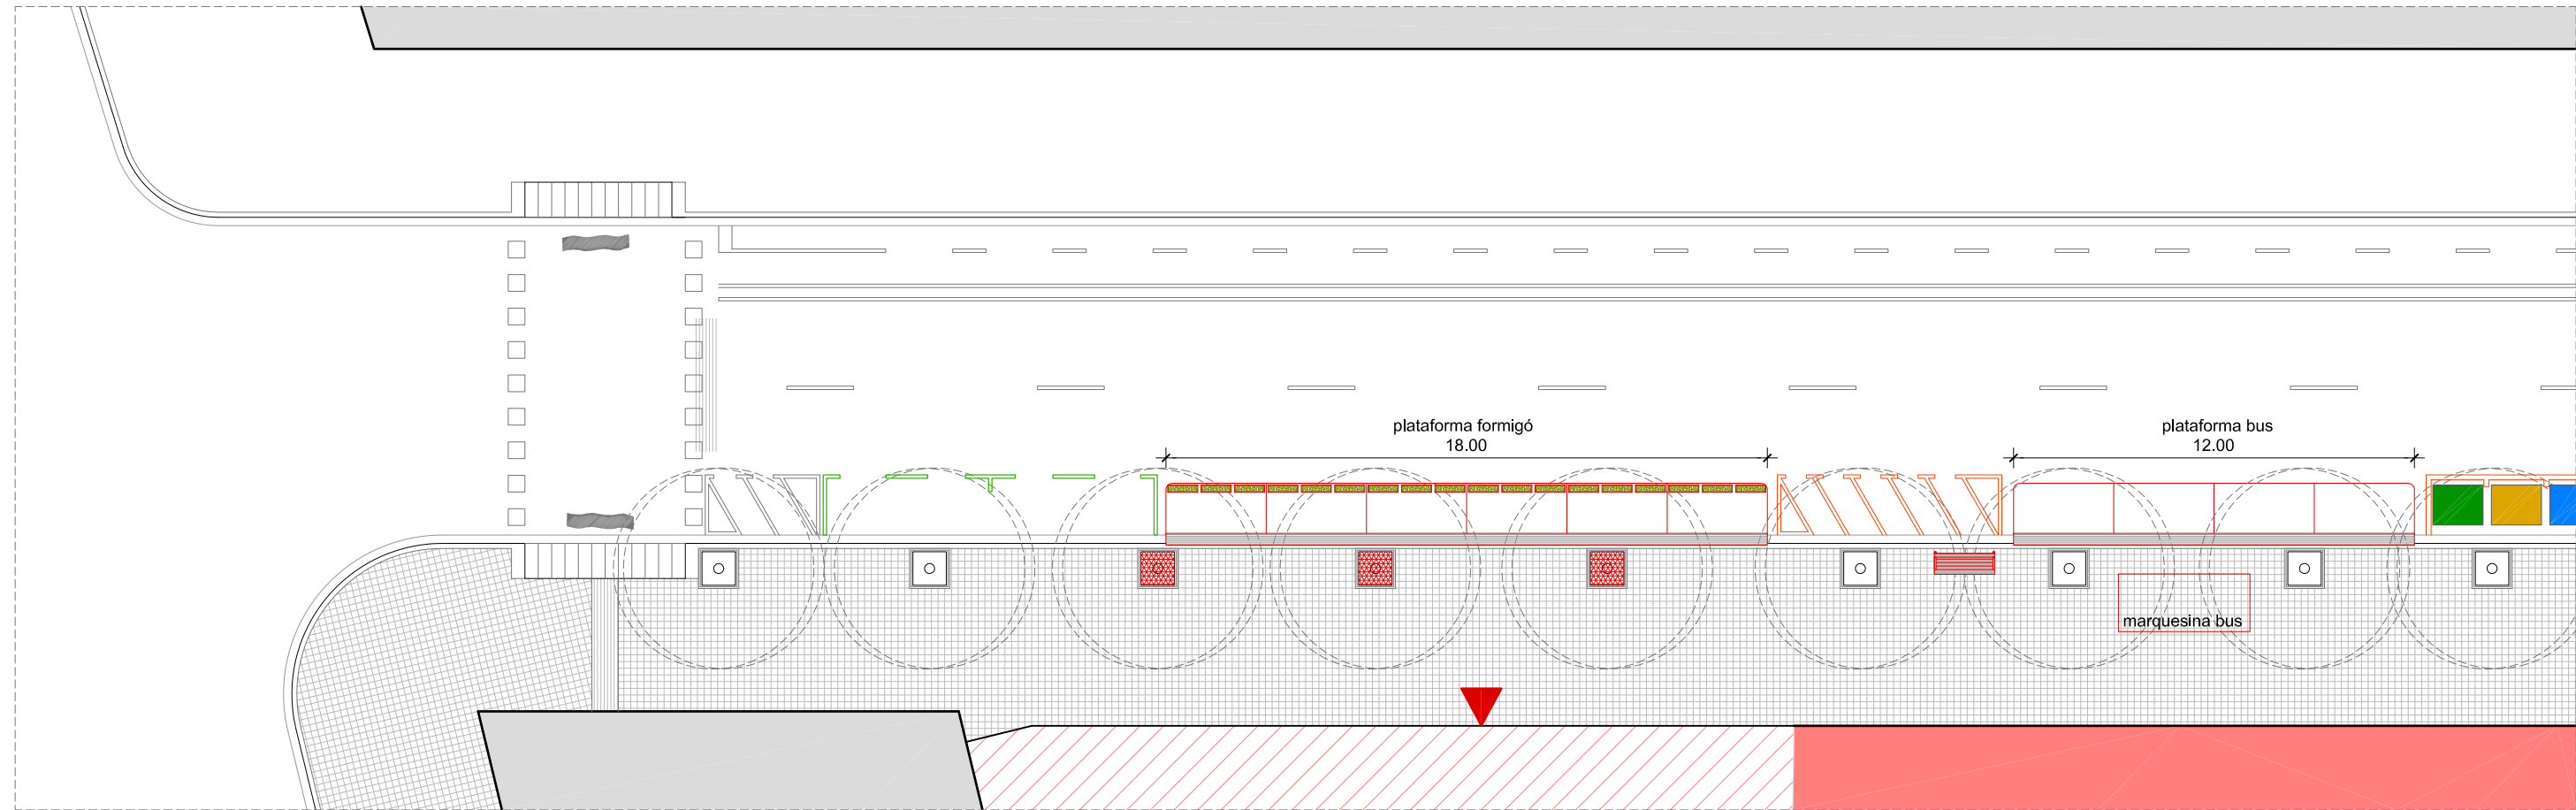 plataforma formigó
18.00
plataforma bus
12.00
marquesina bus